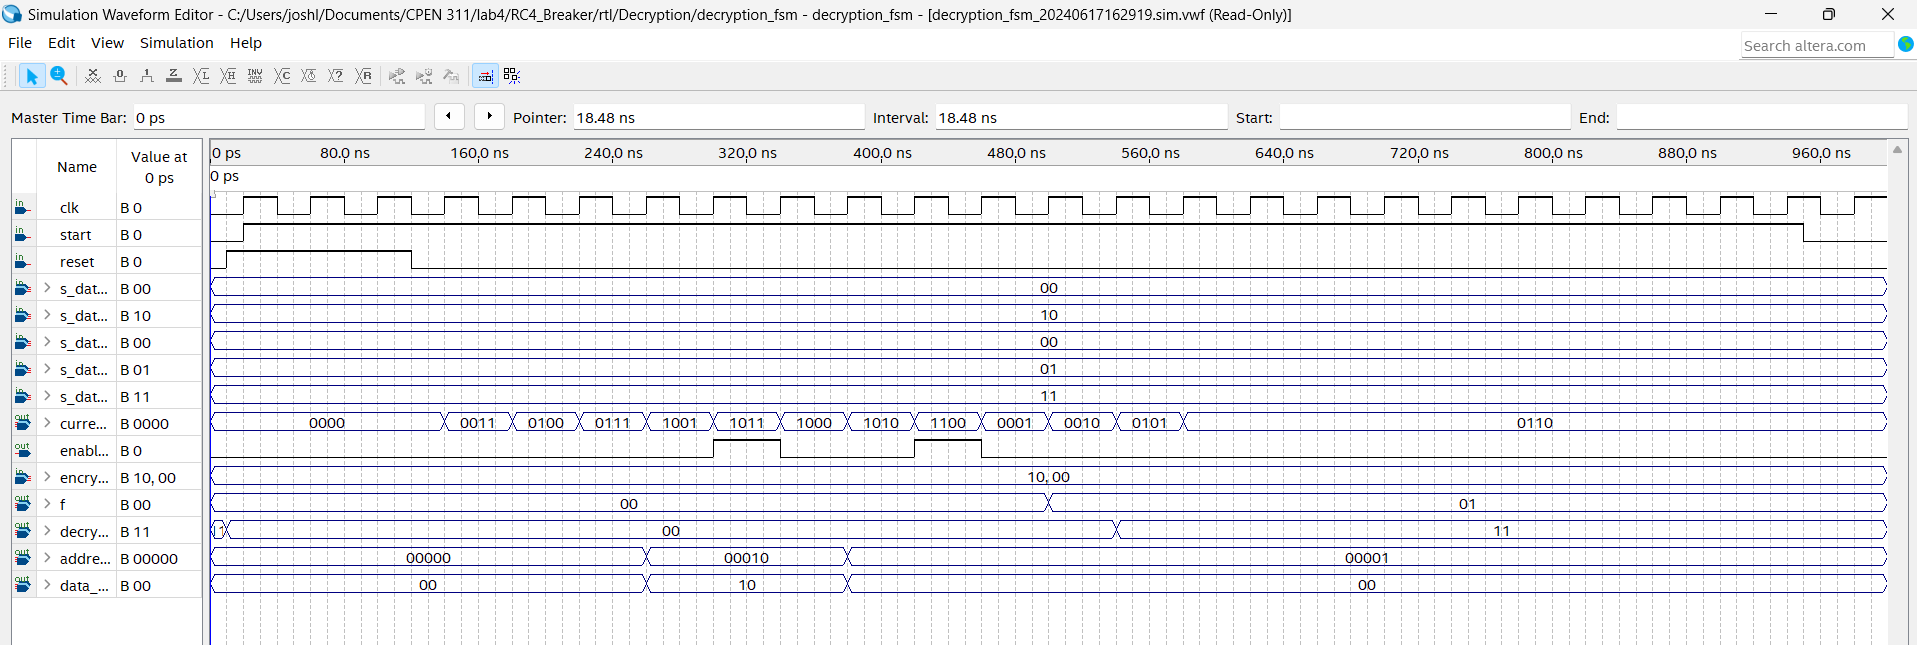 Simulation Waveform Editor - C:/Users/joshl/Documents/CPEN 311/lab4/RC4_Breaker/rtl/Decryption/decryption_fsm - decryption_fsm - [decryption_fsm_20240617162919.sim.vwf (Read-Only)]
File Edit View Simulation Help
Search altera.com
Master Time Bar: 0 ps Pointer: 18.48 ns Interval: 18.48 ns Start: End:
Name Value at 0 ps
0 ps 80.0 ns 160.0 ns 240.0 ns 320.0 ns 400.0 ns 480.0 ns 560.0 ns 640.0 ns 720.0 ns 800.0 ns 880.0 ns 960.0 ns
0 ps
clk B 0
start B 0
reset B 0
s_dat... B 00 00
s_dat... B 10 10
s_dat... B 00 00
s_dat... B 01 01
s_dat... B 11 11
curre... B 0000 0000 0011 0100 0111 1001 1011 1000 1010 1100 0001 0010 0101 0110
enabl... B 0
encry... B 10, 00 10, 00
f B 00 00 01
decry... B 11 00 11
addre... B 00000 00000 00010 00001
data_... B 00 00 10 00